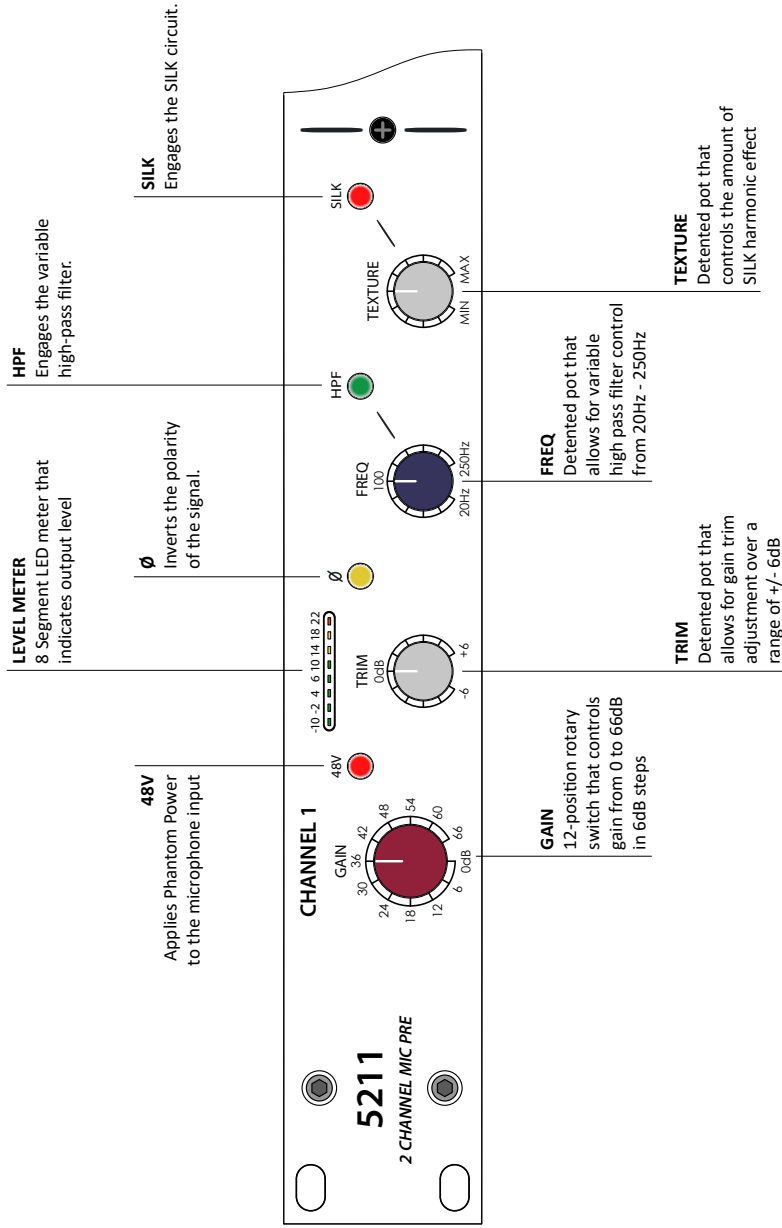 48V
Applies Phantom Power
to the microphone input
LEVEL METER
8 Segment LED meter that
indicates output level
Ø
Inverts the polarity
of the signal.
HPF
Engages the variable
high-pass filter.
SILK
Engages the SILK circuit.
5211
2 CHANNEL MIC PRE
CHANNEL 1
GAIN
0dB
6
12
18
24
30
36
42
48
54
60
66
48V
-10 -2 4 6 10 14 18 22
TRIM
0dB
-6
+6
Ø
FREQ
100
20Hz
250Hz
HPF
TEXTURE
MIN
MAX
SILK
GAIN
12-position rotary
switch that controls
gain from 0 to 66dB
in 6dB steps
TRIM
Detented pot that
allows for gain trim
adjustment over a
range of +/- 6dB
FREQ
Detented pot that
allows for variable
high pass filter control
from 20Hz - 250Hz
TEXTURE
Detented pot that
controls the amount of
SILK harmonic effect